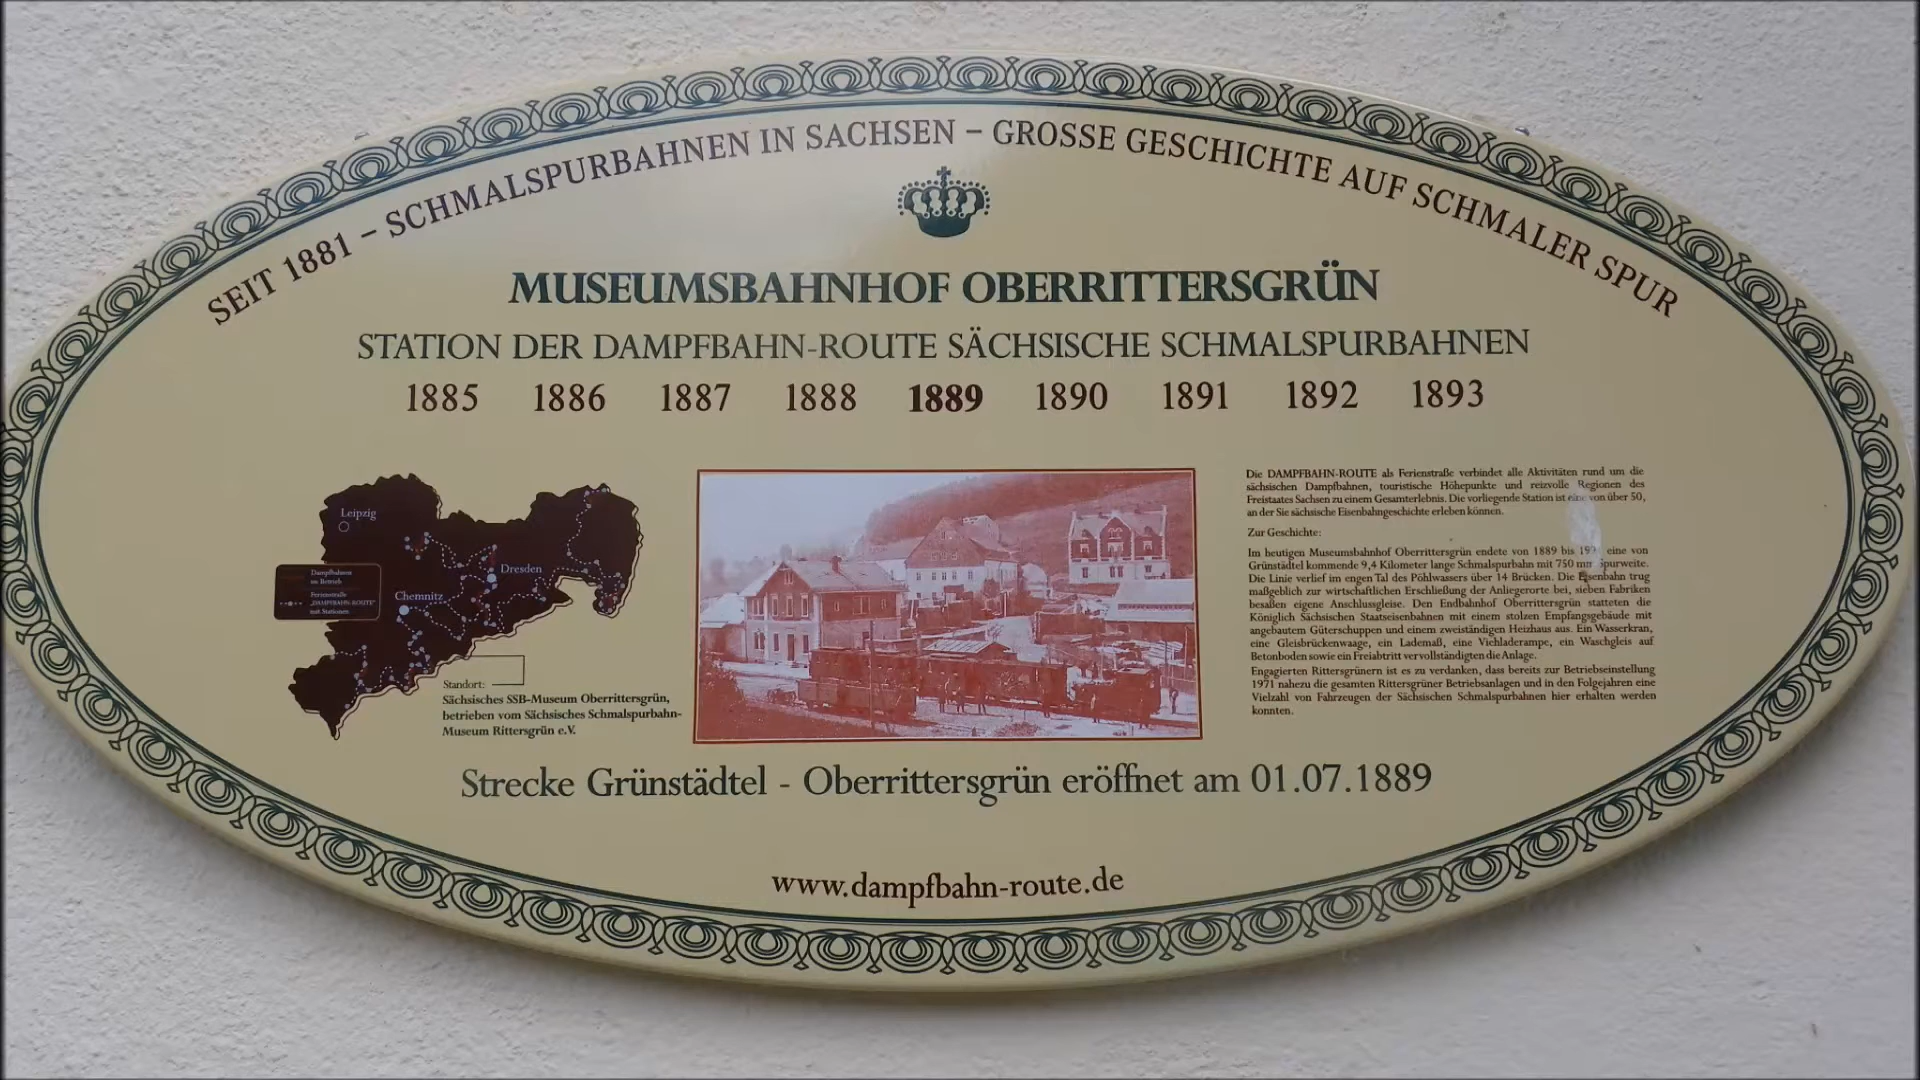 SEIT 1881 – SCHMALSPURBAHNEN IN SACHSEN – GROSSE GESCHICHTE AUF SCHMALER SPUR
MUSEUMSBAHNHOF OBERRITTERSGRÜN
STATION DER DAMPFBAHN-ROUTE SÄCHSISCHE SCHMALSPURBAHNEN
1885 1886 1887 1888 1889 1890 1891 1892 1893
Leipzig
Dresden
Chemnitz
Dampfbahnen
im Betrieb
Ferienstraße
„DAMPFBAHN-ROUTE"
mit Stationen
Standort:
Sächsisches SSB-Museum Oberrittersgrün,
betrieben vom Sächsisches Schmalspurbahn-
Museum Rittersgrün e.V.
Die DAMPFBAHN-ROUTE als Ferienstraße verbindet alle Aktivitäten rund um die
sächsischen Dampfbahnen, touristische Höhepunkte und reizvolle Regionen des
Freistaates Sachsen zu einem Gesamterlebnis. Die vorliegende Station ist eine von über 50,
an der Sie sächsische Eisenbahngeschichte erleben können.
Zur Geschichte:
Im heutigen Museumsbahnhof Oberrittersgrün endete von 1889 bis eine von
Grünstädtel kommende 9,4 Kilometer lange Schmalspurbahn mit 750 mm Spurweite.
Die Linie verlief im engen Tal des Pöhlwassers über 14 Brücken. Die Eisenbahn trug
maßgeblich zur wirtschaftlichen Erschließung der Anliegerorte bei, sieben Fabriken
besaßen eigene Anschlussgleise. Den Endbahnhof Oberrittersgrün statteten die
Königlich Sächsischen Staatseisenbahnen mit einem stolzen Empfangsgebäude mit
angebautem Güterschuppen und einem zweiständigen Heizhaus aus. Ein Wasserkran,
eine Gleisbrückenwaage, ein Lademaß, eine Viehladerampe, ein Waschgleis auf
Betonboden sowie ein Freiabtritt vervollständigten die Anlage.
Engagierten Rittersgrünern ist es zu verdanken, dass bereits zur Betriebseinstellung
1971 nahezu die gesamten Rittersgrüner Betriebsanlagen und in den Folgejahren eine
Vielzahl von Fahrzeugen der Sächsischen Schmalspurbahnen hier erhalten werden
konnten.
Strecke Grünstädtel - Oberrittersgrün eröffnet am 01.07.1889
www.dampfbahn-route.de